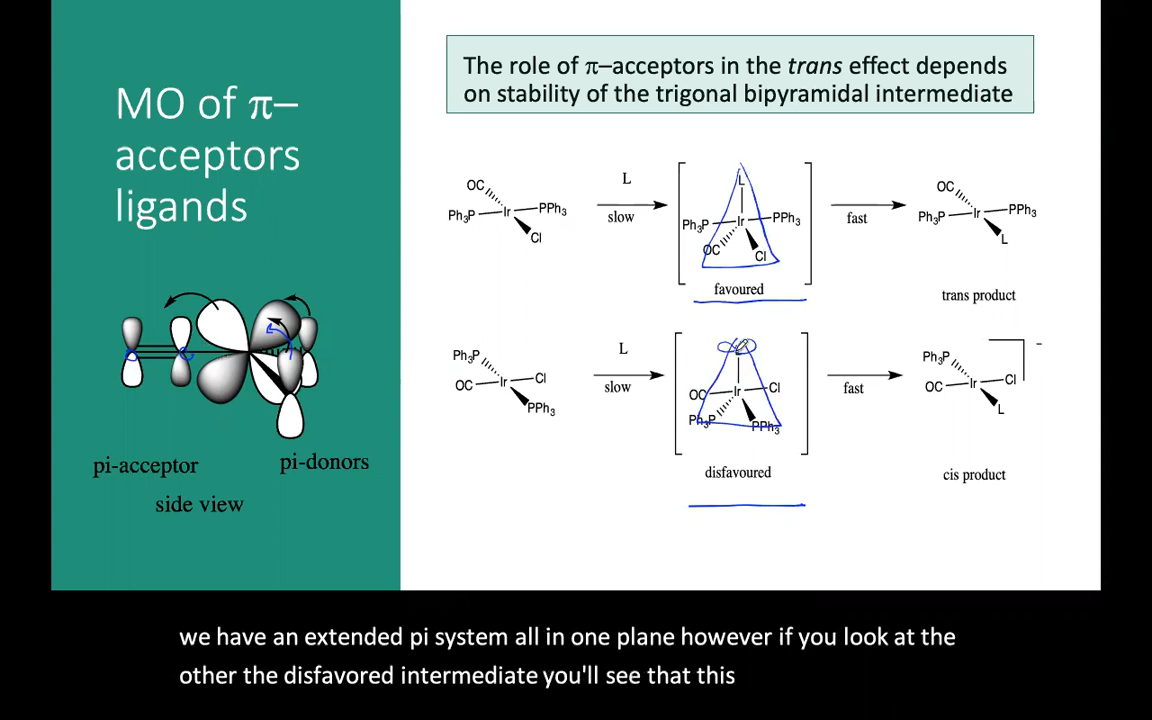 MO of π–
acceptors
ligands
pi-acceptor
pi-donors
side view
The role of π–acceptors in the trans effect depends
on stability of the trigonal bipyramidal intermediate
OC
Ph₃P
Ir
PPh₃
Cl
L
slow
L
Ph₃P
Ir
PPh₃
OC
Cl
favoured
fast
OC
Ph₃P
Ir
PPh₃
L
trans product
Ph₃P
OC
Ir
Cl
PPh₃
L
slow
OC
Ir
Cl
Ph₃P
PPh₃
disfavoured
fast
Ph₃P
OC
Ir
Cl
L
–
cis product
we have an extended pi system all in one plane however if you look at the
other the disfavored intermediate you'll see that this